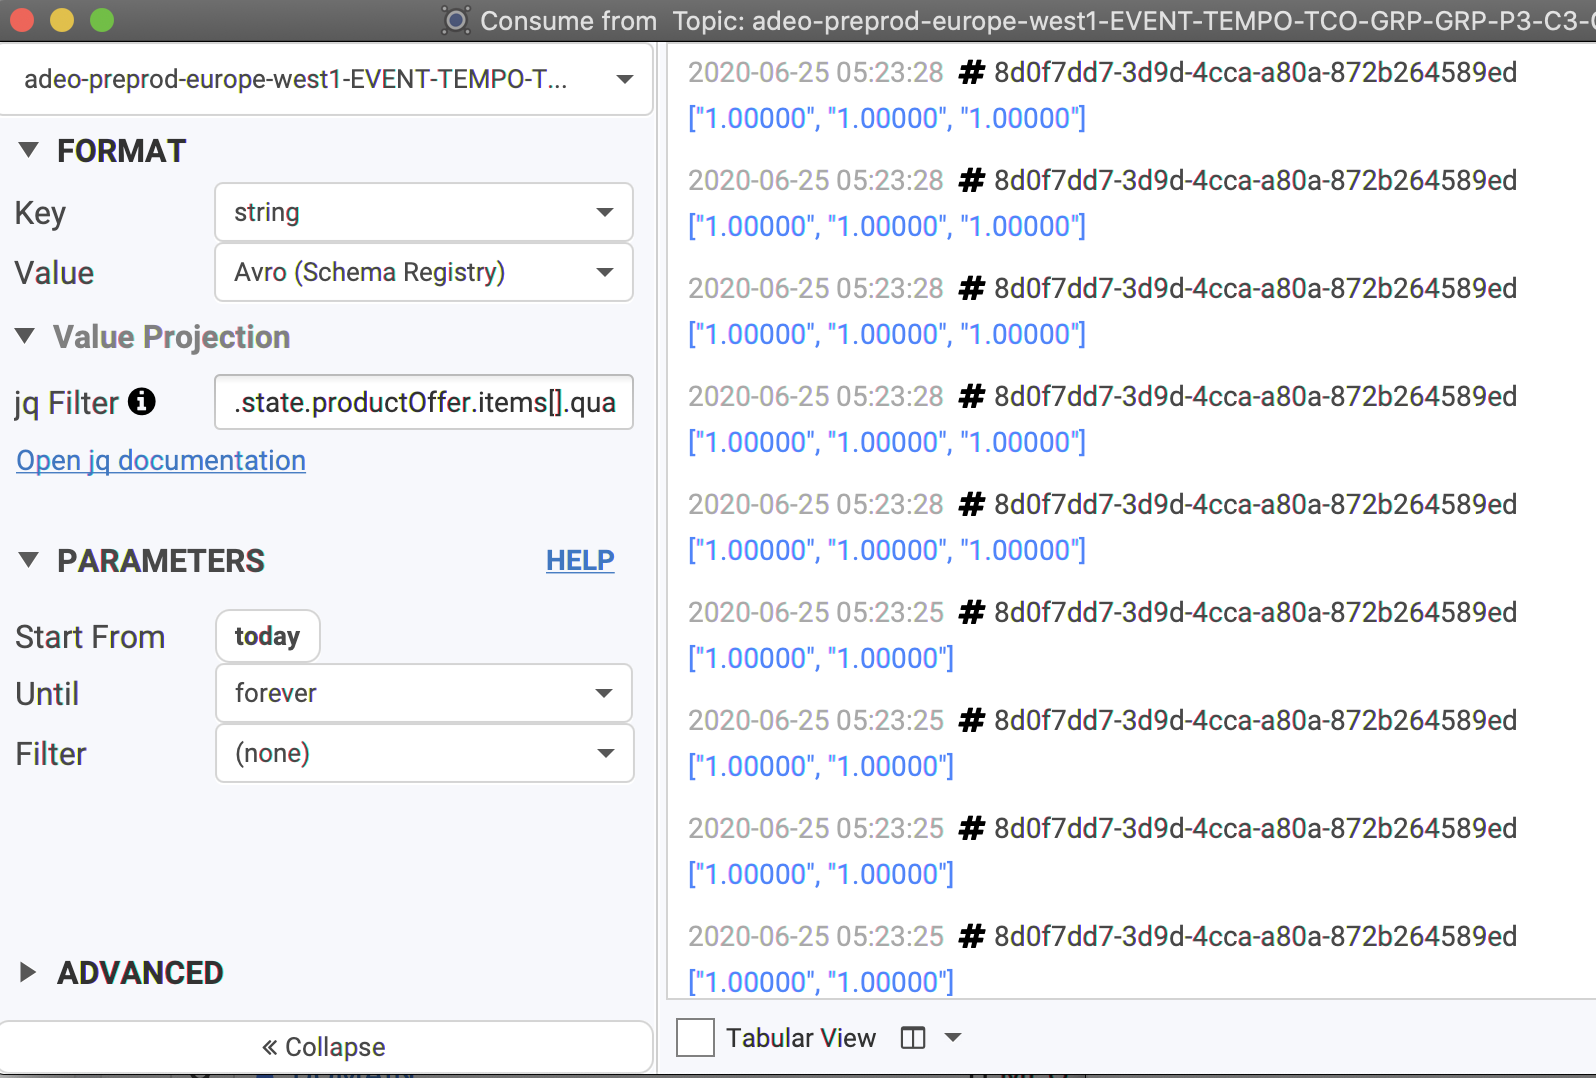 Consume from Topic: adeo-preprod-europe-west1-EVENT-TEMPO-TCO-GRP-GRP-P3-C3-
adeo-preprod-europe-west1-EVENT-TEMPO-T...
FORMAT
Key
string
Value
Avro (Schema Registry)
Value Projection
jq Filter
.state.productOffer.items[].qua
Open jq documentation
PARAMETERS
HELP
Start From
today
Until
forever
Filter
(none)
ADVANCED
« Collapse
2020-06-25 05:23:28 # 8d0f7dd7-3d9d-4cca-a80a-872b264589ed
["1.00000", "1.00000", "1.00000"]
2020-06-25 05:23:28 # 8d0f7dd7-3d9d-4cca-a80a-872b264589ed
["1.00000", "1.00000", "1.00000"]
2020-06-25 05:23:28 # 8d0f7dd7-3d9d-4cca-a80a-872b264589ed
["1.00000", "1.00000", "1.00000"]
2020-06-25 05:23:28 # 8d0f7dd7-3d9d-4cca-a80a-872b264589ed
["1.00000", "1.00000", "1.00000"]
2020-06-25 05:23:28 # 8d0f7dd7-3d9d-4cca-a80a-872b264589ed
["1.00000", "1.00000", "1.00000"]
2020-06-25 05:23:25 # 8d0f7dd7-3d9d-4cca-a80a-872b264589ed
["1.00000", "1.00000"]
2020-06-25 05:23:25 # 8d0f7dd7-3d9d-4cca-a80a-872b264589ed
["1.00000", "1.00000"]
2020-06-25 05:23:25 # 8d0f7dd7-3d9d-4cca-a80a-872b264589ed
["1.00000", "1.00000"]
2020-06-25 05:23:25 # 8d0f7dd7-3d9d-4cca-a80a-872b264589ed
["1.00000", "1.00000"]
Tabular View